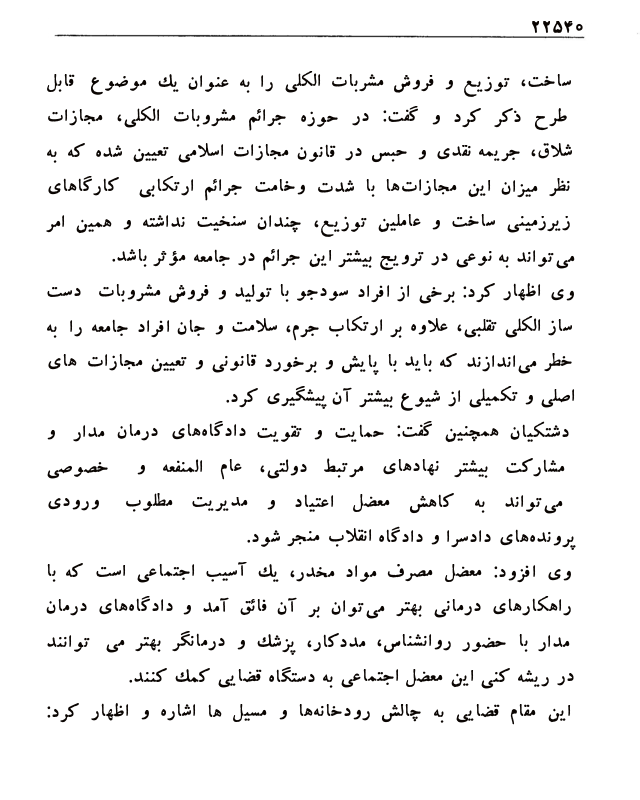 ۲۲۵۴۰
ساخت، توزیع و فروش مشربات الکلی را به عنوان یك موضوع قابل
طرح ذکر کرد و گفت: در حوزه جرائم مشروبات الکلی، مجازات
شلاق، جریمه نقدی و حبس در قانون مجازات اسلامی تعیین شده که به
نظر میزان این مجازات‌ها با شدت وخامت جرائم ارتکابی کارگاهای
زیرزمینی ساخت و عاملین توزیع، چندان سنخیت نداشته و همین امر
می‌تواند به نوعی در ترویج بیشتر این جرائم در جامعه مؤثر باشد.
وی اظهار کرد: برخی از افراد سودجو با تولید و فروش مشروبات دست
ساز الکلی تقلبی، علاوه بر ارتکاب جرم، سلامت و جان افراد جامعه را به
خطر می‌اندازند که باید با پایش و برخورد قانونی و تعیین مجازات های
اصلی و تکمیلی از شیوع بیشتر آن پیشگیری کرد.
دشتکیان همچنین گفت: حمایت و تقویت دادگاه‌های درمان مدار و
مشارکت بیشتر نهادهای مرتبط دولتی، عام المنفعه و خصوصی
می‌تواند به کاهش معضل اعتیاد و مدیریت مطلوب ورودی
پرونده‌های دادسرا و دادگاه انقلاب منجر شود.
وی افزود: معضل مصرف مواد مخدر، یك آسیب اجتماعی است که با
راهکارهای درمانی بهتر می‌توان بر آن فائق آمد و دادگاه‌های درمان
مدار با حضور روانشناس، مددکار، پزشك و درمانگر بهتر می توانند
در ریشه کنی این معضل اجتماعی به دستگاه قضایی کمك کنند.
این مقام قضایی به چالش رودخانه‌ها و مسیل ها اشاره و اظهار کرد: